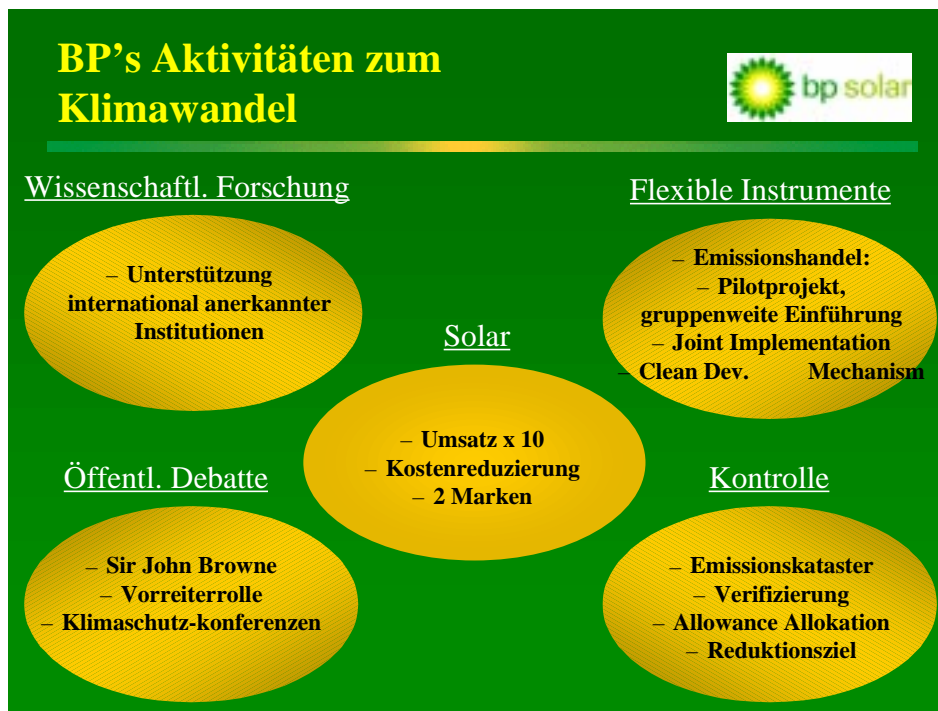 BP’s Aktivitäten zum
Klimawandel
bp solar
Wissenschaftl. Forschung
– Unterstützung
international anerkannter
Institutionen
Flexible Instrumente
– Emissionshandel:
– Pilotprojekt,
gruppenweite Einführung
– Joint Implementation
– Clean Dev. Mechanism
Solar
– Umsatz x 10
– Kostenreduzierung
– 2 Marken
Öffentl. Debatte
– Sir John Browne
– Vorreiterrolle
– Klimaschutz-konferenzen
Kontrolle
– Emissionskataster
– Verifizierung
– Allowance Allokation
– Reduktionsziel